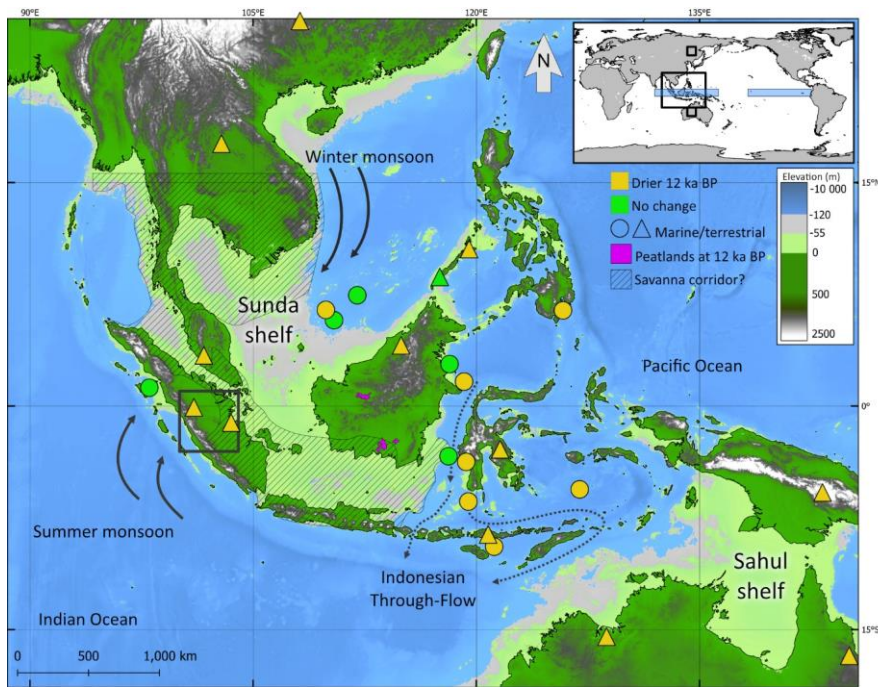 90°E
105°E
120°E
135°E
N
Winter monsoon
15°N
Drier 12 ka BP
No change
Marine/terrestrial
Peatlands at 12 ka BP
Savanna corridor?
Elevation (m)
-10 000
-120
-55
0
500
2500
Sunda
shelf
Pacific Ocean
0°
0°
Summer monsoon
Indonesian
Through-Flow
Sahul
shelf
Indian Ocean
15°S
15°S
0
500
1,000 km